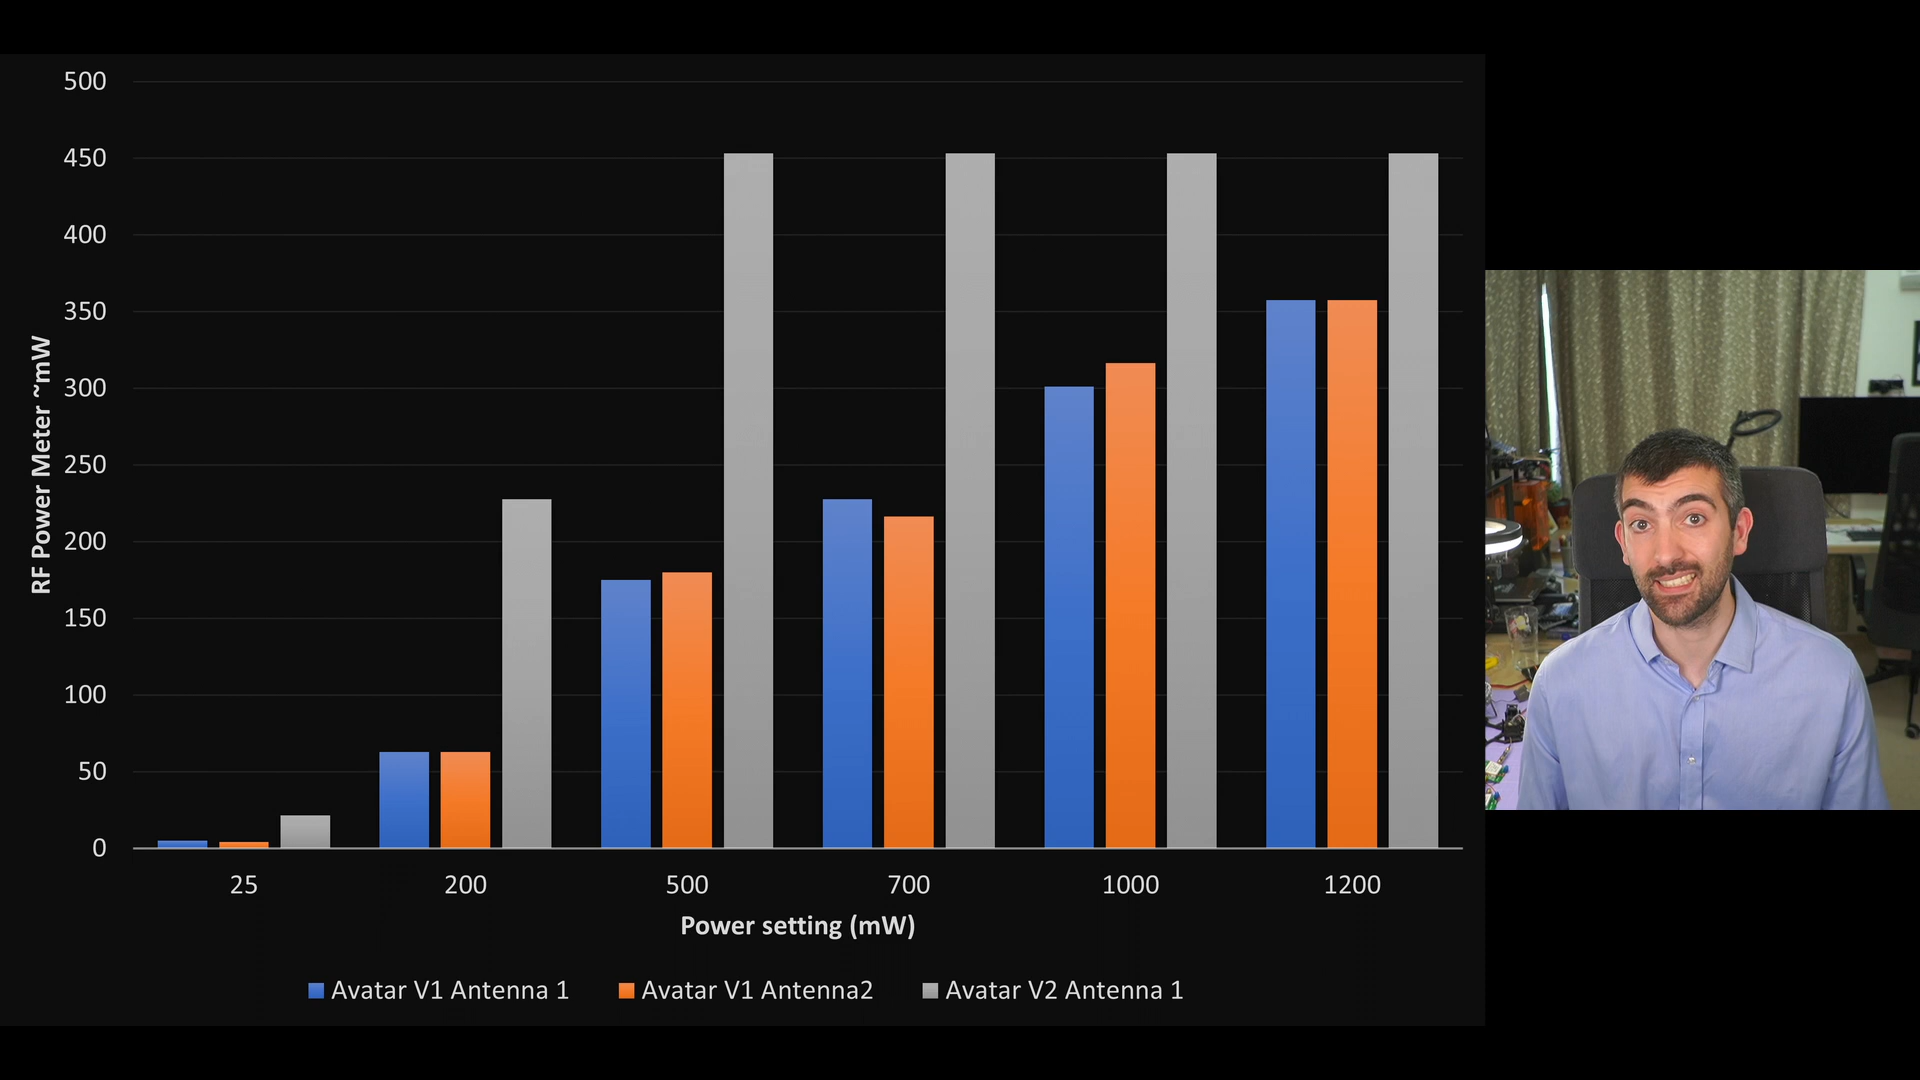 500
450
400
350
300
250
200
150
100
50
0
RF Power Meter ~mW
25 200 500 700 1000 1200
Power setting (mW)
Avatar V1 Antenna 1 Avatar V1 Antenna2 Avatar V2 Antenna 1